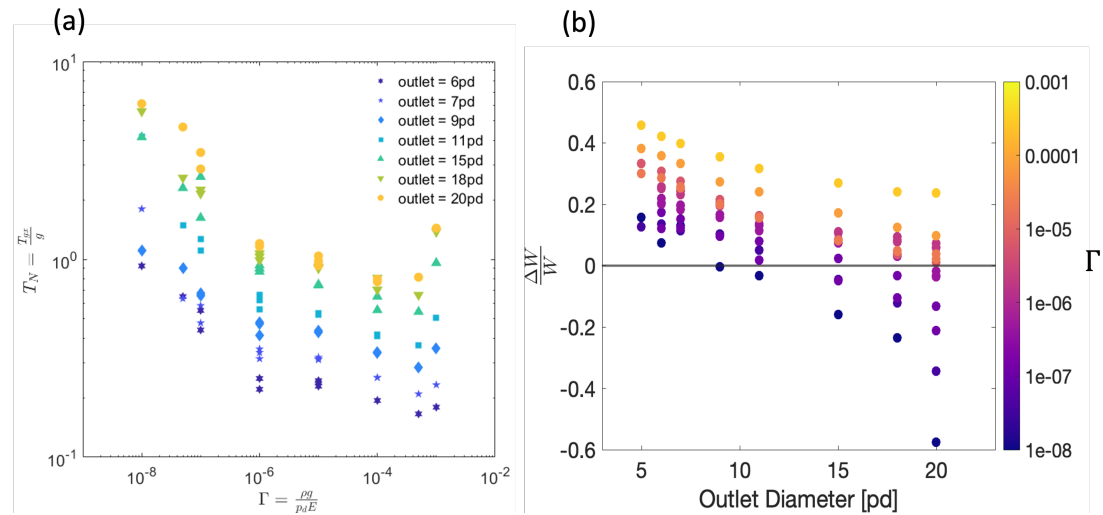 (a)
10^1
10^0
10^-1
10^-8
10^-6
10^-4
10^-2
T_N = T_gx/g
Γ = ρg/p_dE
outlet = 6pd
outlet = 7pd
outlet = 9pd
outlet = 11pd
outlet = 15pd
outlet = 18pd
outlet = 20pd
(b)
0.6
0.4
0.2
0
-0.2
-0.4
-0.6
5
10
15
20
ΔW/W
Outlet Diameter [pd]
0.001
0.0001
1e-05
1e-06
1e-07
1e-08
Γ